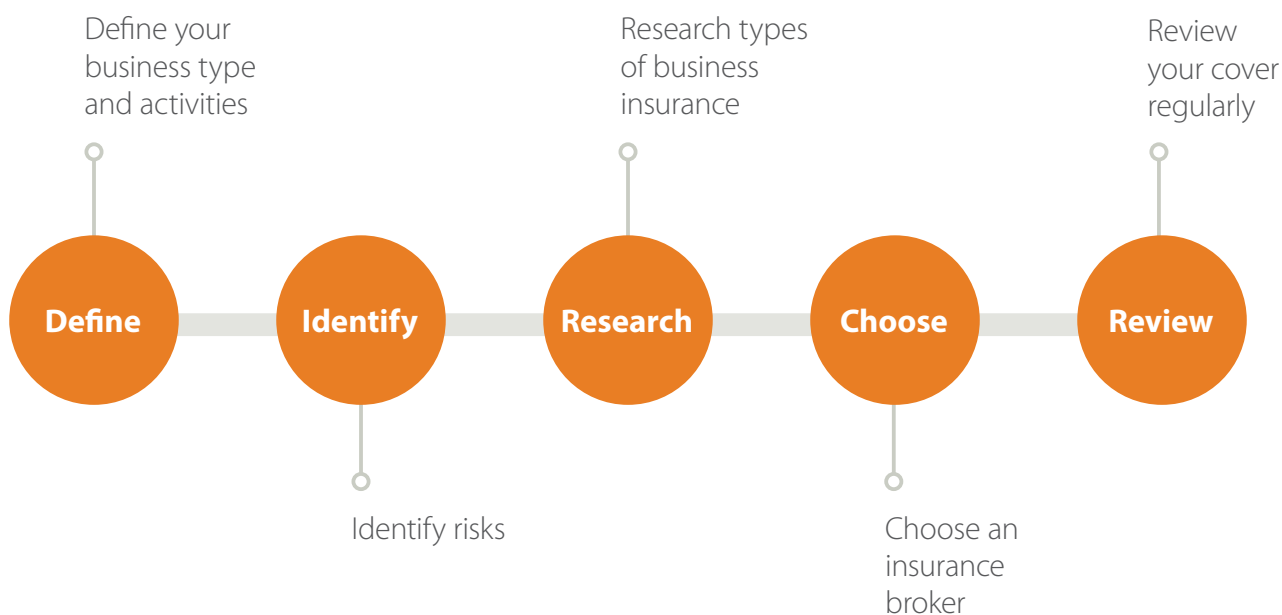 Define your
business type
and activities
Research types
of business
insurance
Review
your cover
regularly
Define
Identify
Research
Choose
Review
Identify risks
Choose an
insurance
broker